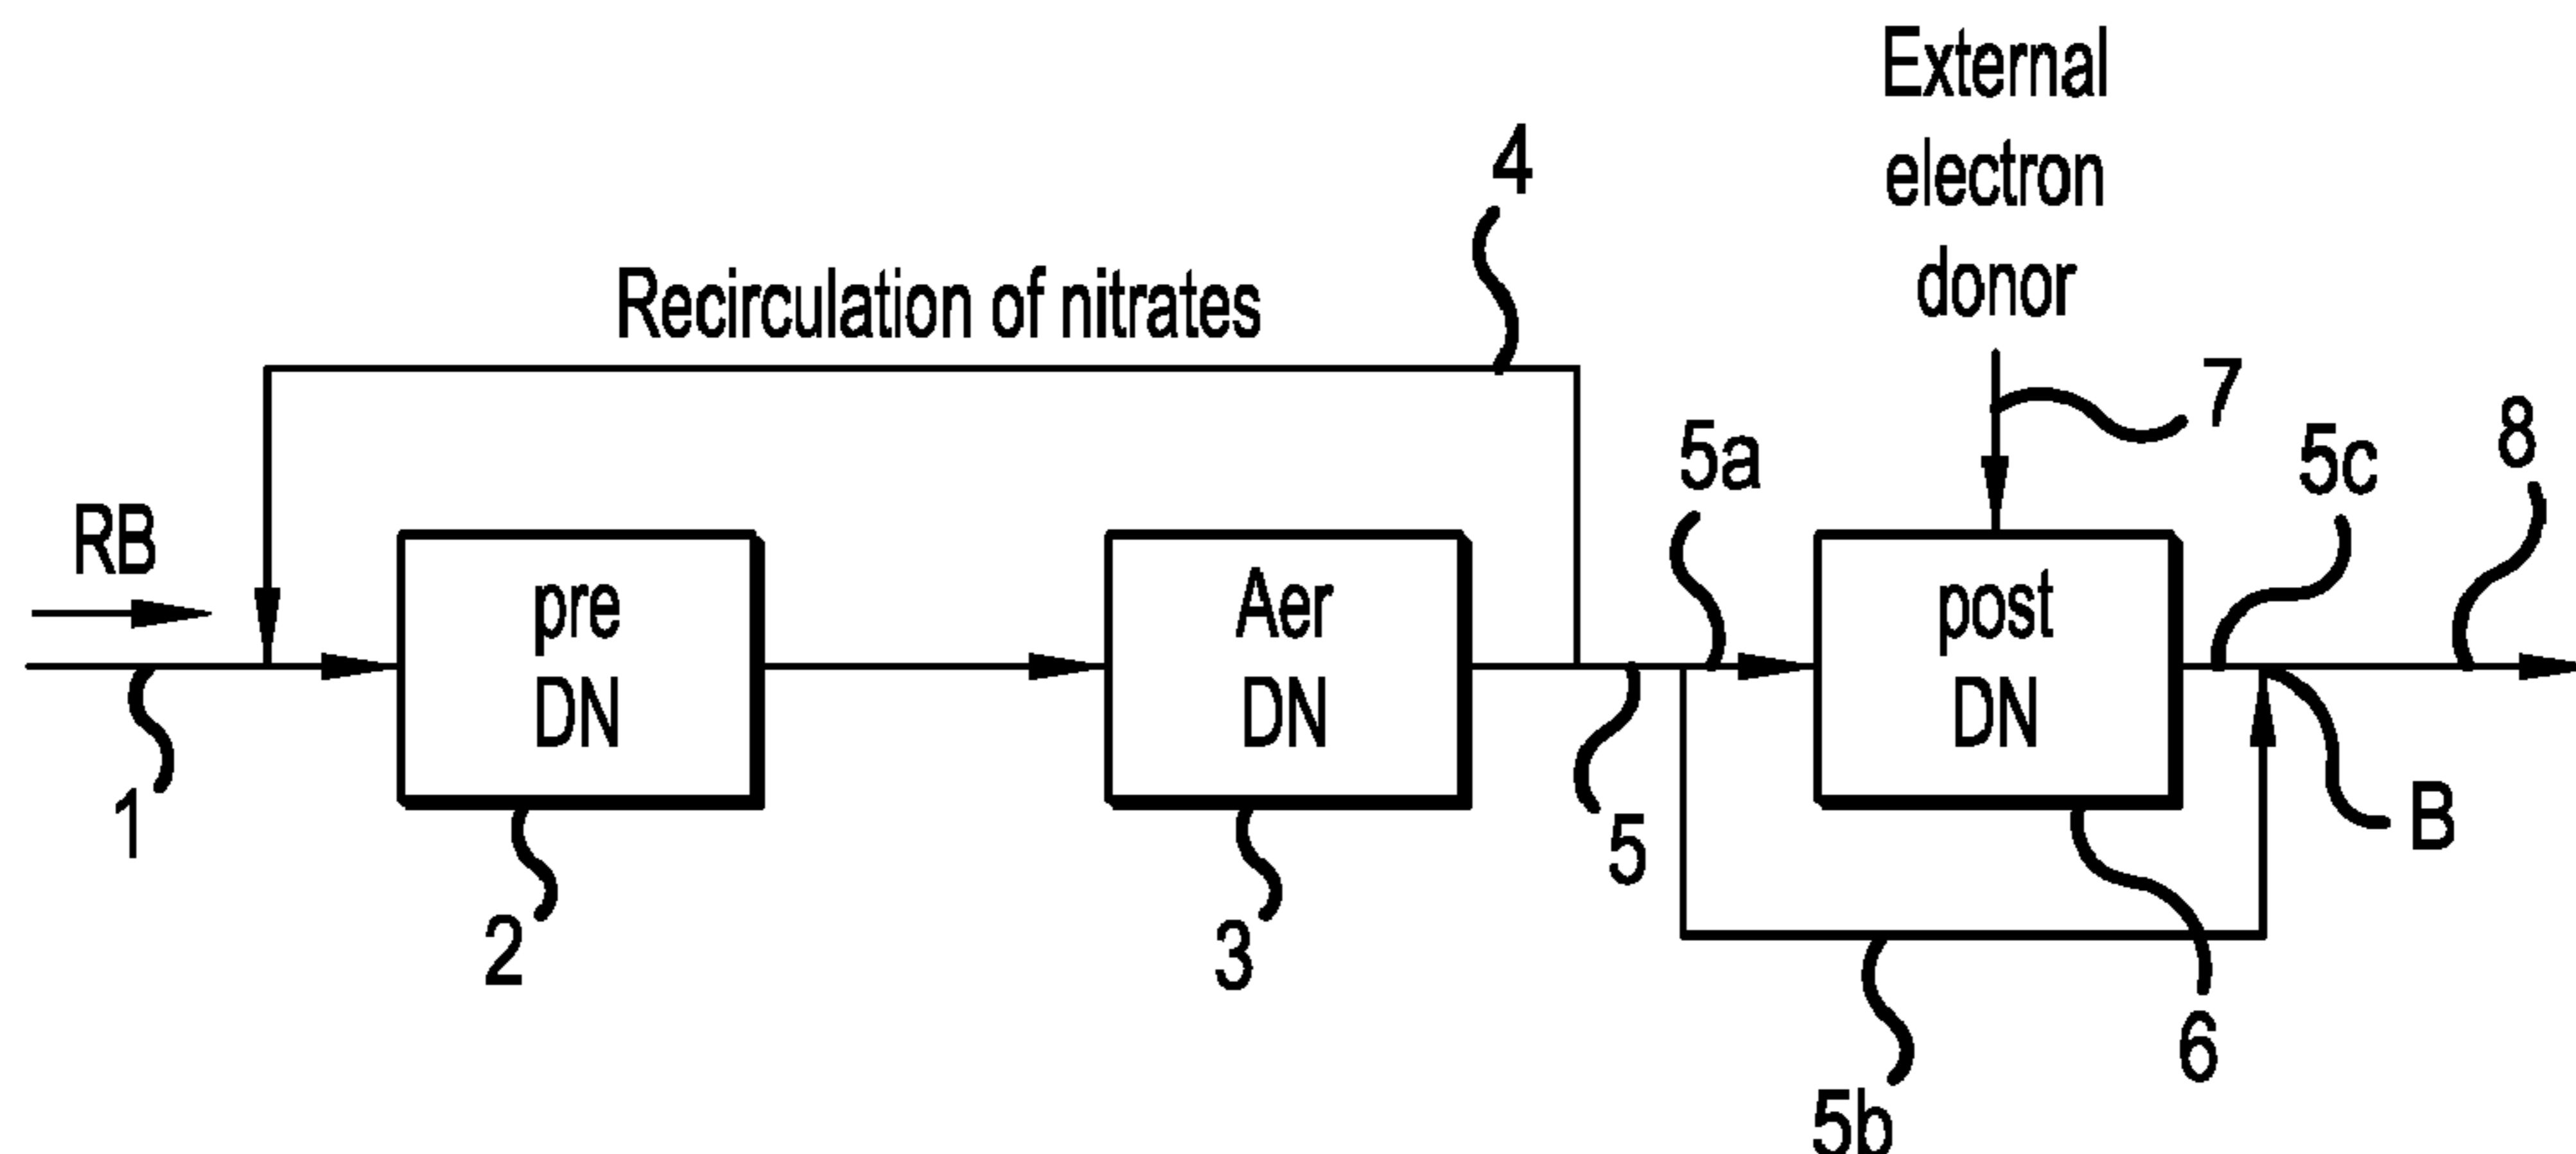 External
electron
donor
4
Recirculation of nitrates
7
5a
5c
8
RB
pre
DN
Aer
DN
post
DN
1
2
3
5
B
6
5b